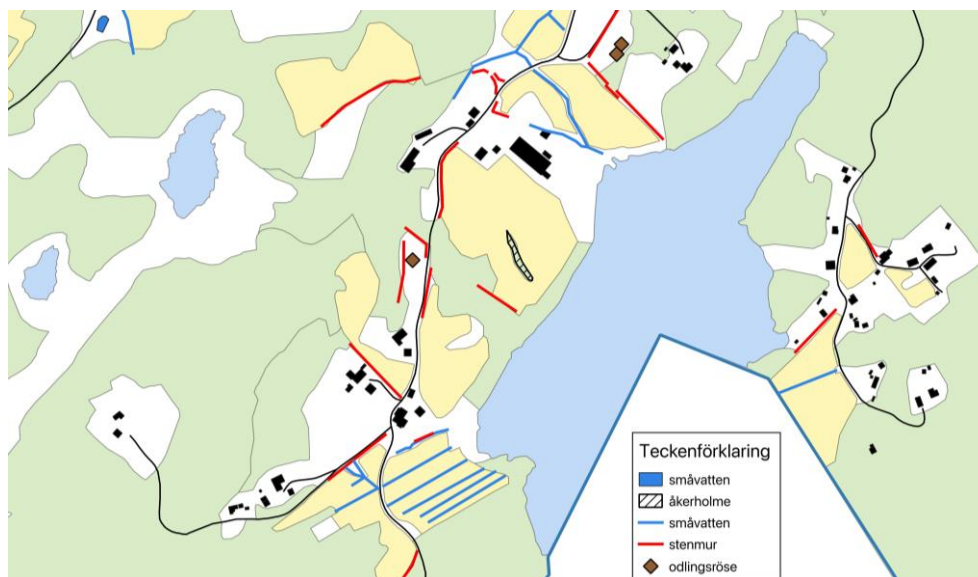 Teckenförklaring
småvatten
åkerholme
småvatten
stenmur
odlingsröse